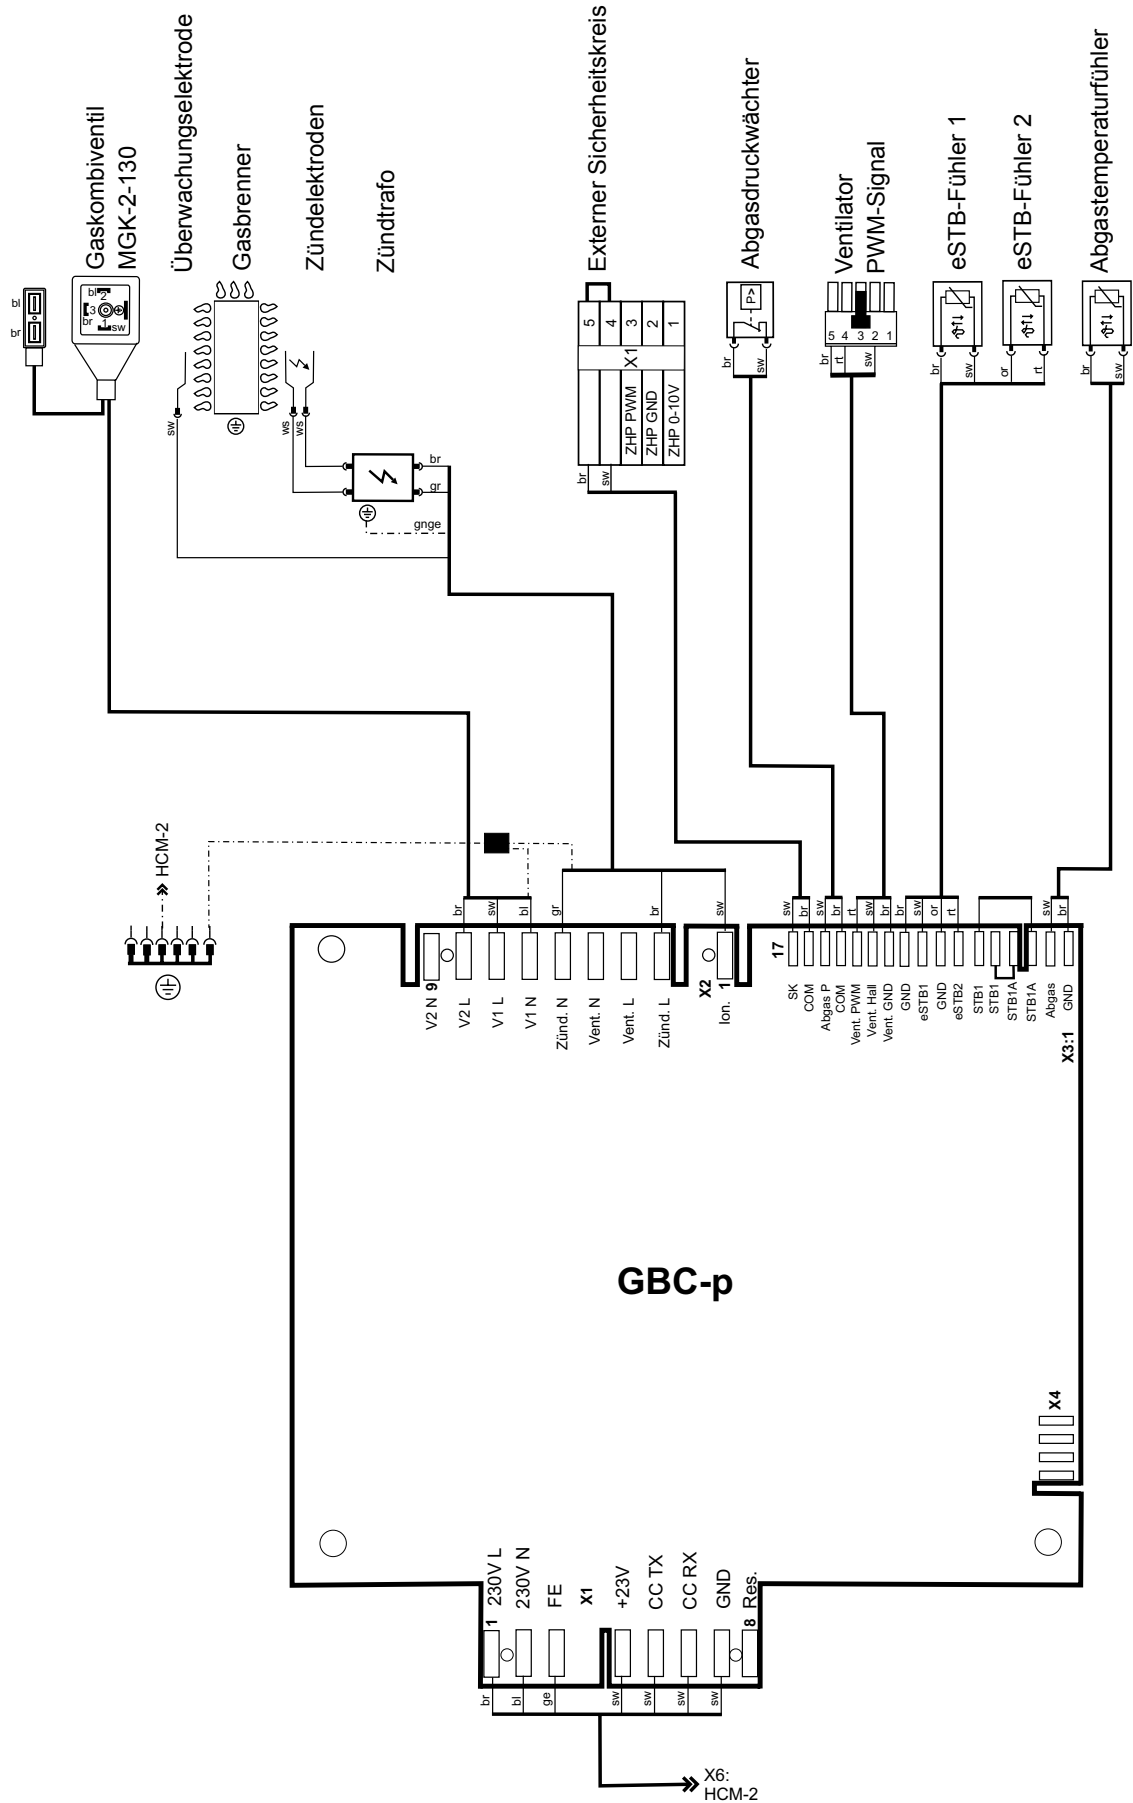 Gaskombiventil
MGK-2-130
Überwachungselektrode
Gasbrenner
Zündelektroden
Zündtrafo
Externer Sicherheitskreis
Abgasdruckwächter
Ventilator
PWM-Signal
eSTB-Fühler 1
eSTB-Fühler 2
Abgastemperaturfühler
bl
br
bl
2
3
br
1
sw
sw
ws
ws
br
gr
gnge
5
4
3
2
1
X1
ZHP PWM
ZHP GND
ZHP 0-10V
br
sw
P>
br
sw
5
4
3
2
1
br
rt
sw
ϑ
br
sw
ϑ
or
rt
ϑ
br
sw
HCM-2
br
sw
bl
gr
br
sw
sw
br
sw
br
rt
sw
br
br
sw
or
rt
sw
br
V2 N 9
V2 L
V1 L
V1 N
Zünd. N
Vent. N
Vent. L
Zünd. L
X2
Ion. 1
17
SK
COM
Abgas P
COM
Vent. PWM
Vent. Hall
Vent. GND
GND
eSTB1
GND
eSTB2
STB1
STB1
STB1A
STB1A
Abgas
GND
X3:1
GBC-p
X4
1 230V L
230V N
FE
X1
+23V
CC TX
CC RX
GND
8 Res.
br
bl
ge
sw
sw
sw
sw
X6:
HCM-2